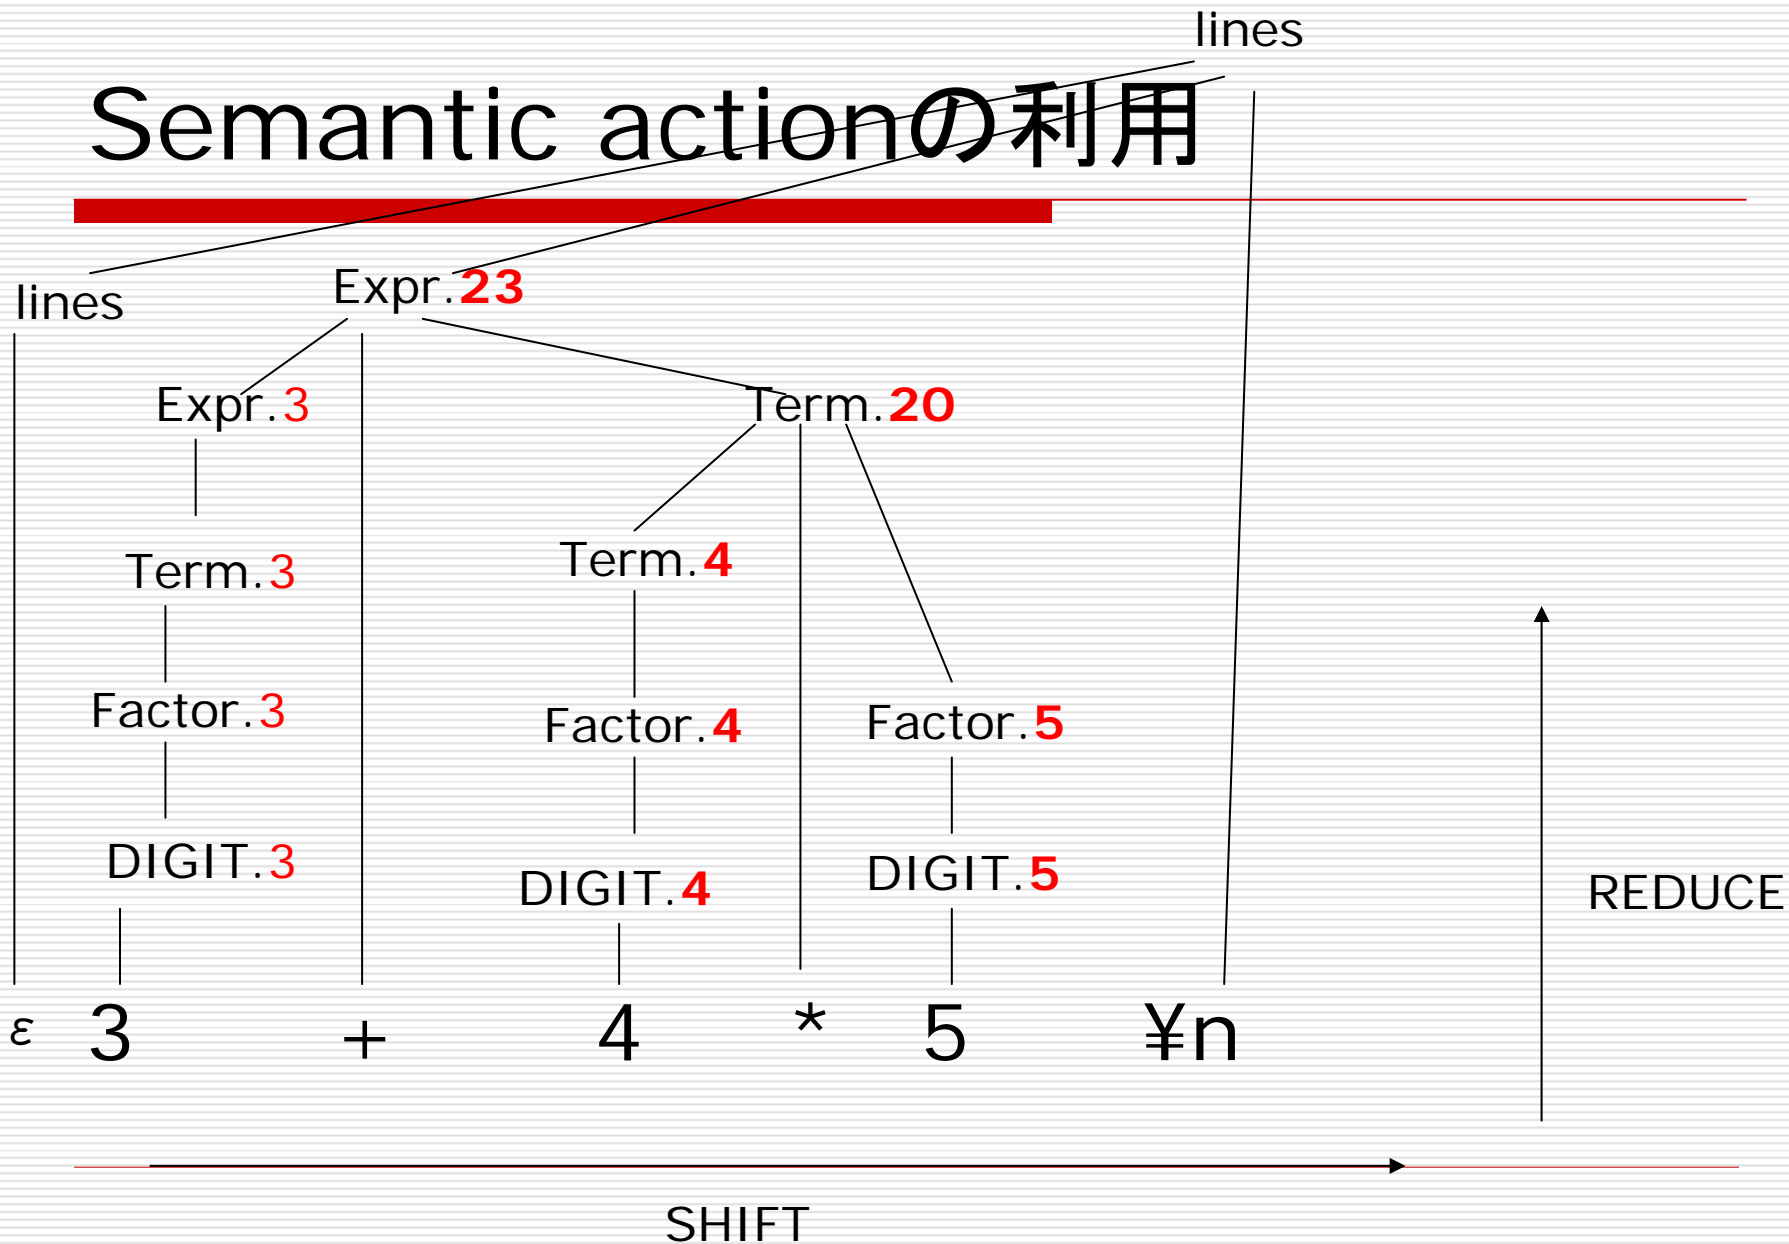 lines
Semantic actionの利用
lines
Expr.23
Expr.3
Term.20
Term.3
Term.4
Factor.3
Factor.4
Factor.5
DIGIT.3
DIGIT.4
DIGIT.5
REDUCE
ε 3 + 4 * 5 ¥n
SHIFT